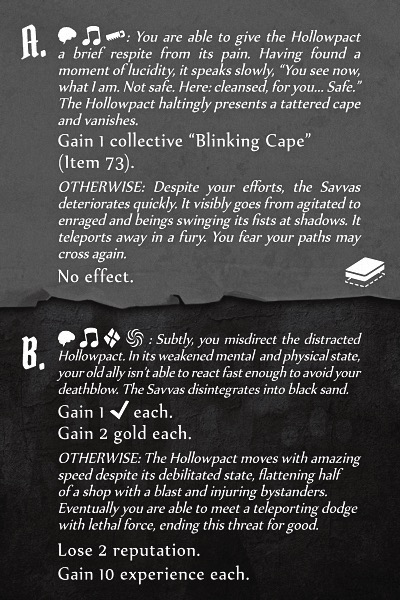 A.
: You are able to give the Hollowpact
a brief respite from its pain. Having found a
moment of lucidity, it speaks slowly, “You see now,
what I am. Not safe. Here: cleansed, for you... Safe.”
The Hollowpact haltingly presents a tattered cape
and vanishes.
Gain 1 collective “Blinking Cape”
(Item 73).
OTHERWISE: Despite your efforts, the Savvas
deteriorates quickly. It visibly goes from agitated to
enraged and beings swinging its fists at shadows. It
teleports away in a fury. You fear your paths may
cross again.
No effect.
B.
: Subtly, you misdirect the distracted
Hollowpact. In its weakened mental and physical state,
your old ally isn’t able to react fast enough to avoid your
deathblow. The Savvas disintegrates into black sand.
Gain 1 ✓ each.
Gain 2 gold each.
OTHERWISE: The Hollowpact moves with amazing
speed despite its debilitated state, flattening half
of a shop with a blast and injuring bystanders.
Eventually you are able to meet a teleporting dodge
with lethal force, ending this threat for good.
Lose 2 reputation.
Gain 10 experience each.